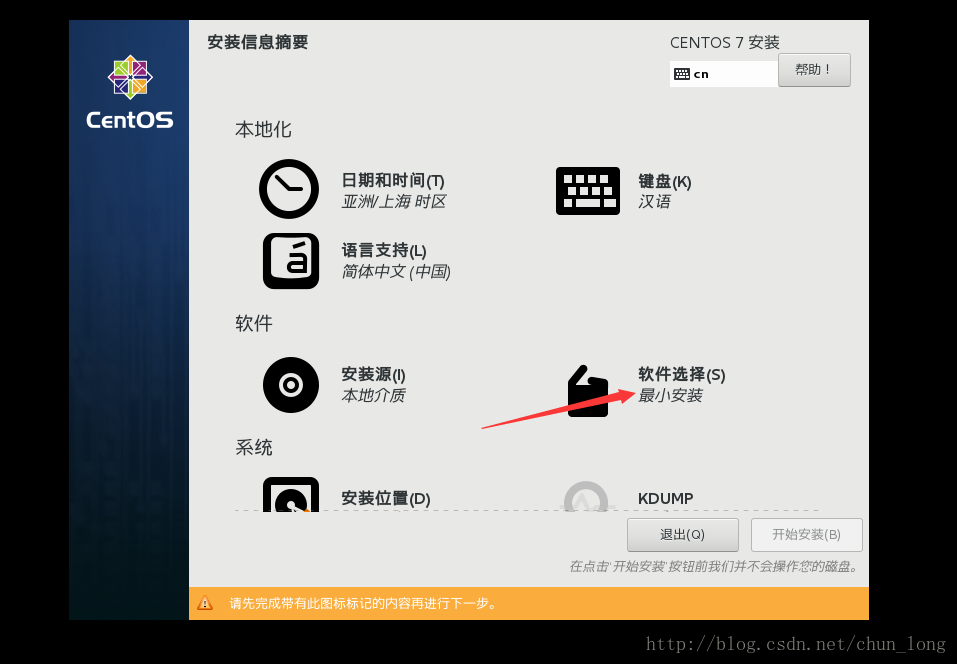 安装信息摘要
CENTOS 7 安装
cn
帮助！
CentOS
本地化
日期和时间(T)
亚洲/上海 时区
键盘(K)
汉语
语言支持(L)
简体中文 (中国)
软件
安装源(I)
本地介质
软件选择(S)
最小安装
系统
安装位置(D)
KDUMP
退出(Q)
开始安装(B)
在点击'开始安装'按钮前我们并不会操作您的磁盘。
请先完成带有此图标标记的内容再进行下一步。
http://blog.csdn.net/chun_long